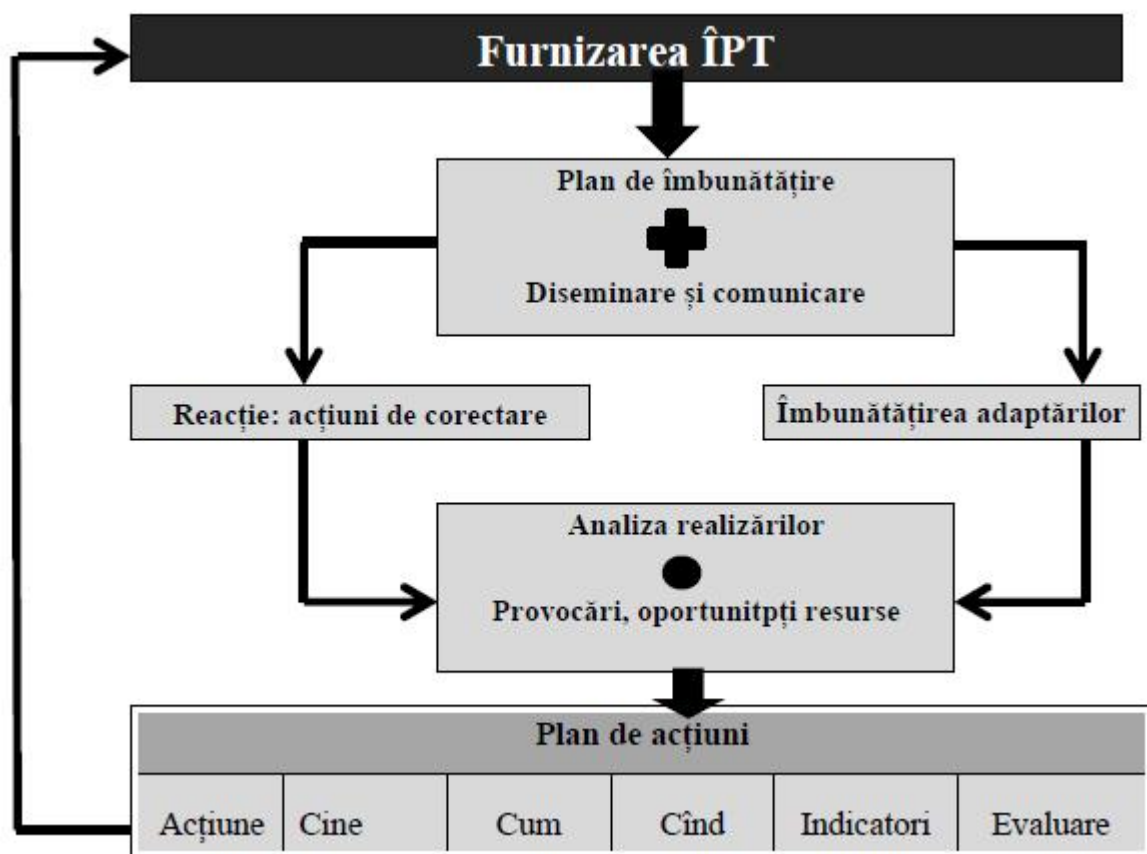 Furnizarea ÎPT
Plan de îmbunătățire
Diseminare și comunicare
Reacție: acțiuni de corectare
Îmbunătățirea adaptărilor
Analiza realizărilor
Provocări, oportunitpți resurse
Plan de acțiuni
Acțiune Cine Cum Cînd Indicatori Evaluare